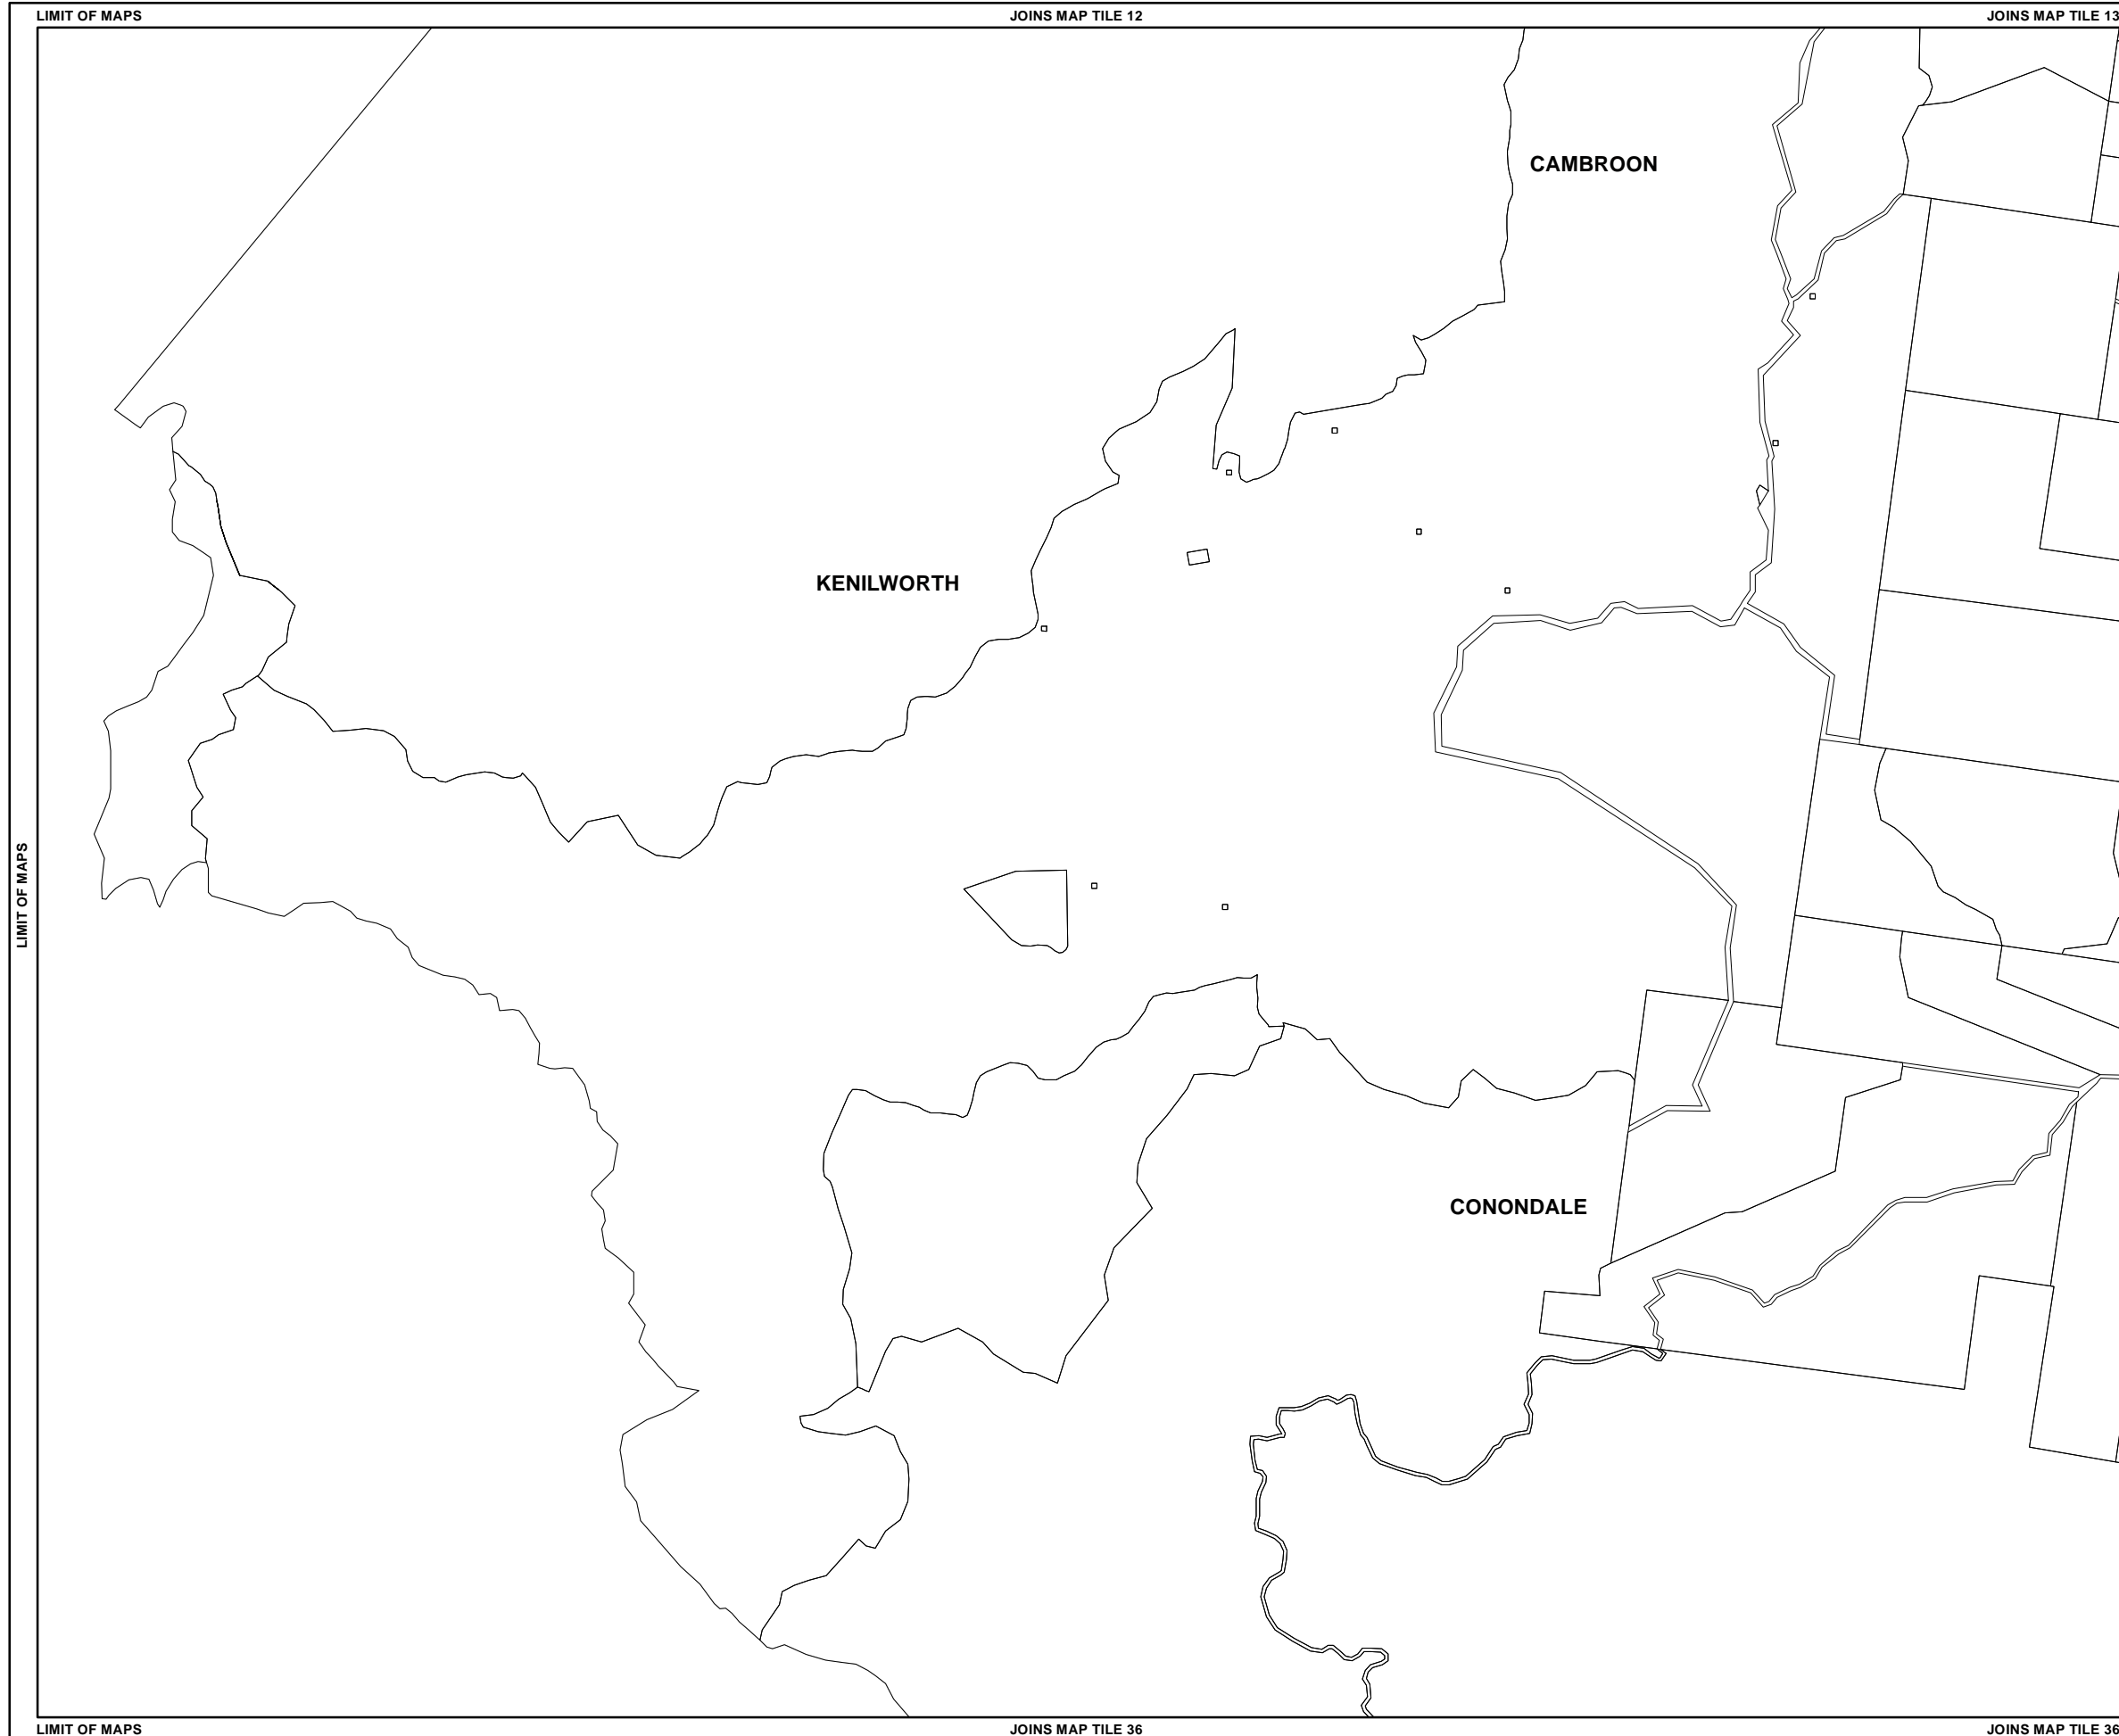 LIMIT OF MAPS
JOINS MAP TILE 12
JOINS MAP TILE 13
CAMBROON
KENILWORTH
LIMIT OF MAPS
CONONDALE
LIMIT OF MAPS
JOINS MAP TILE 36
JOINS MAP TILE 36